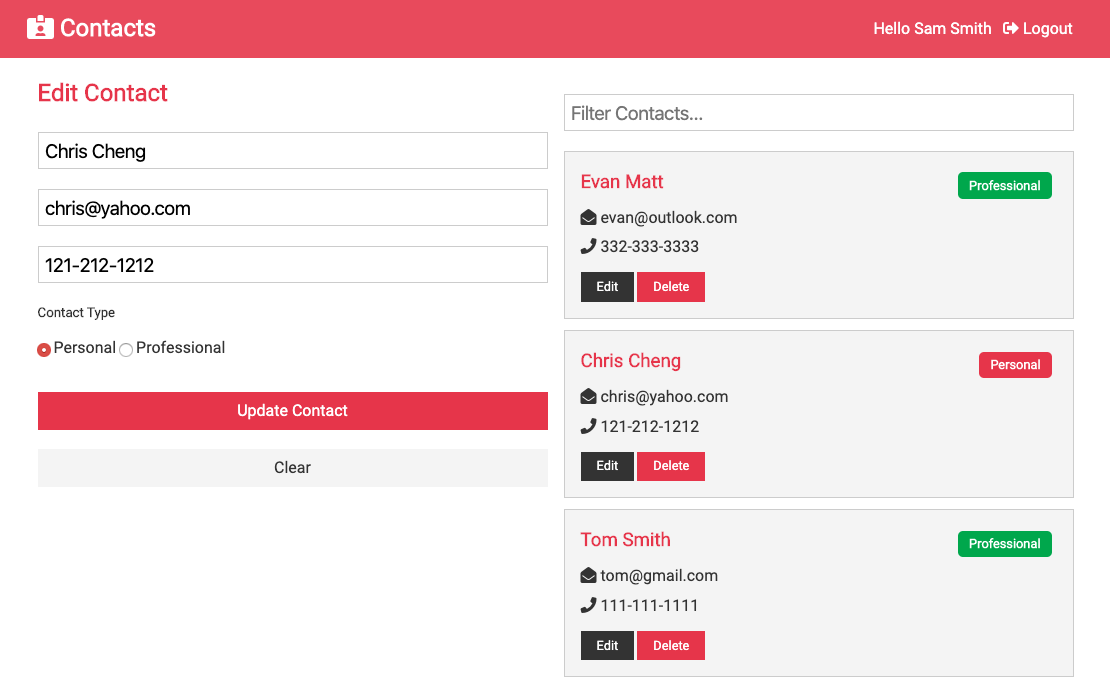 Contacts
Hello Sam Smith Logout
Edit Contact
Chris Cheng
chris@yahoo.com
121-212-1212
Contact Type
Personal Professional
Update Contact
Clear
Filter Contacts...
Evan Matt
Professional
evan@outlook.com
332-333-3333
Edit Delete
Chris Cheng
Personal
chris@yahoo.com
121-212-1212
Edit Delete
Tom Smith
Professional
tom@gmail.com
111-111-1111
Edit Delete